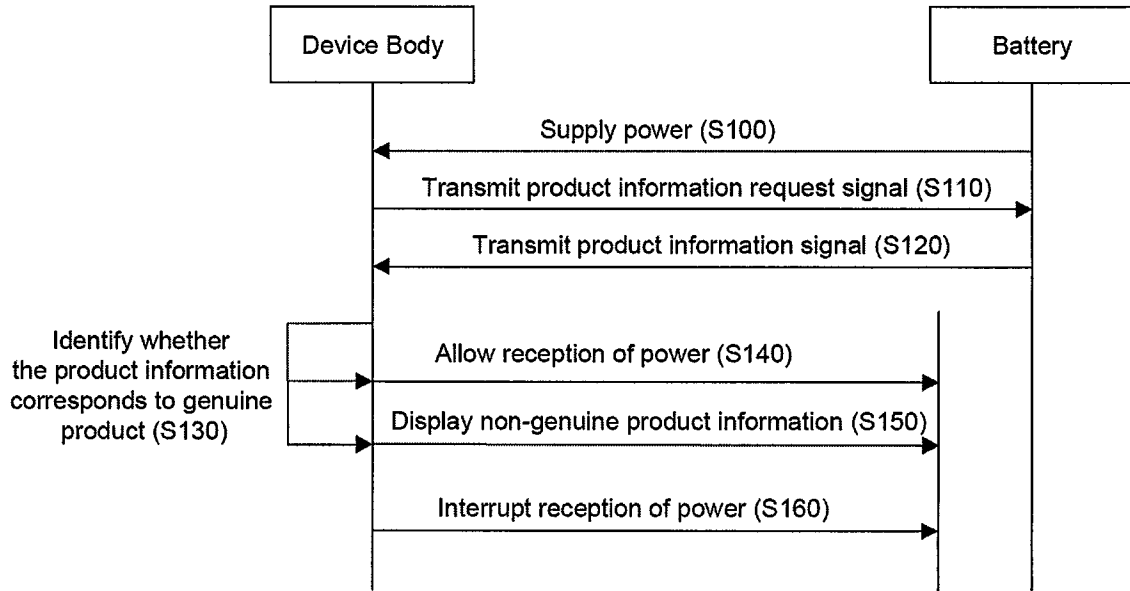 Device Body
Battery
Supply power (S100)
Transmit product information request signal (S110)
Transmit product information signal (S120)
Identify whether
the product information
corresponds to genuine
product (S130)
Allow reception of power (S140)
Display non-genuine product information (S150)
Interrupt reception of power (S160)